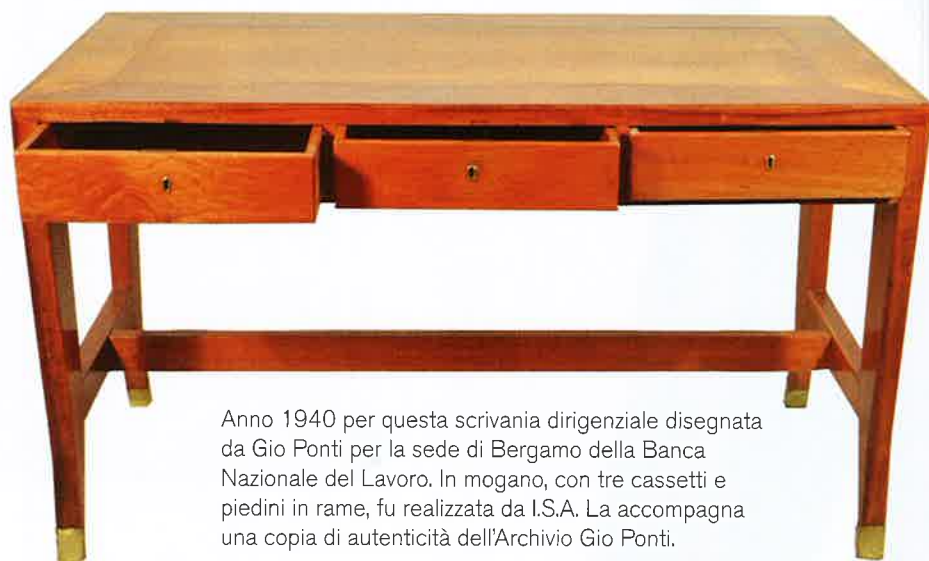 Anno 1940 per questa scrivania dirigenziale disegnata
da Gio Ponti per la sede di Bergamo della Banca
Nazionale del Lavoro. In mogano, con tre cassetti e
piedini in rame, fu realizzata da I.S.A. La accompagna
una copia di autenticità dell'Archivio Gio Ponti.